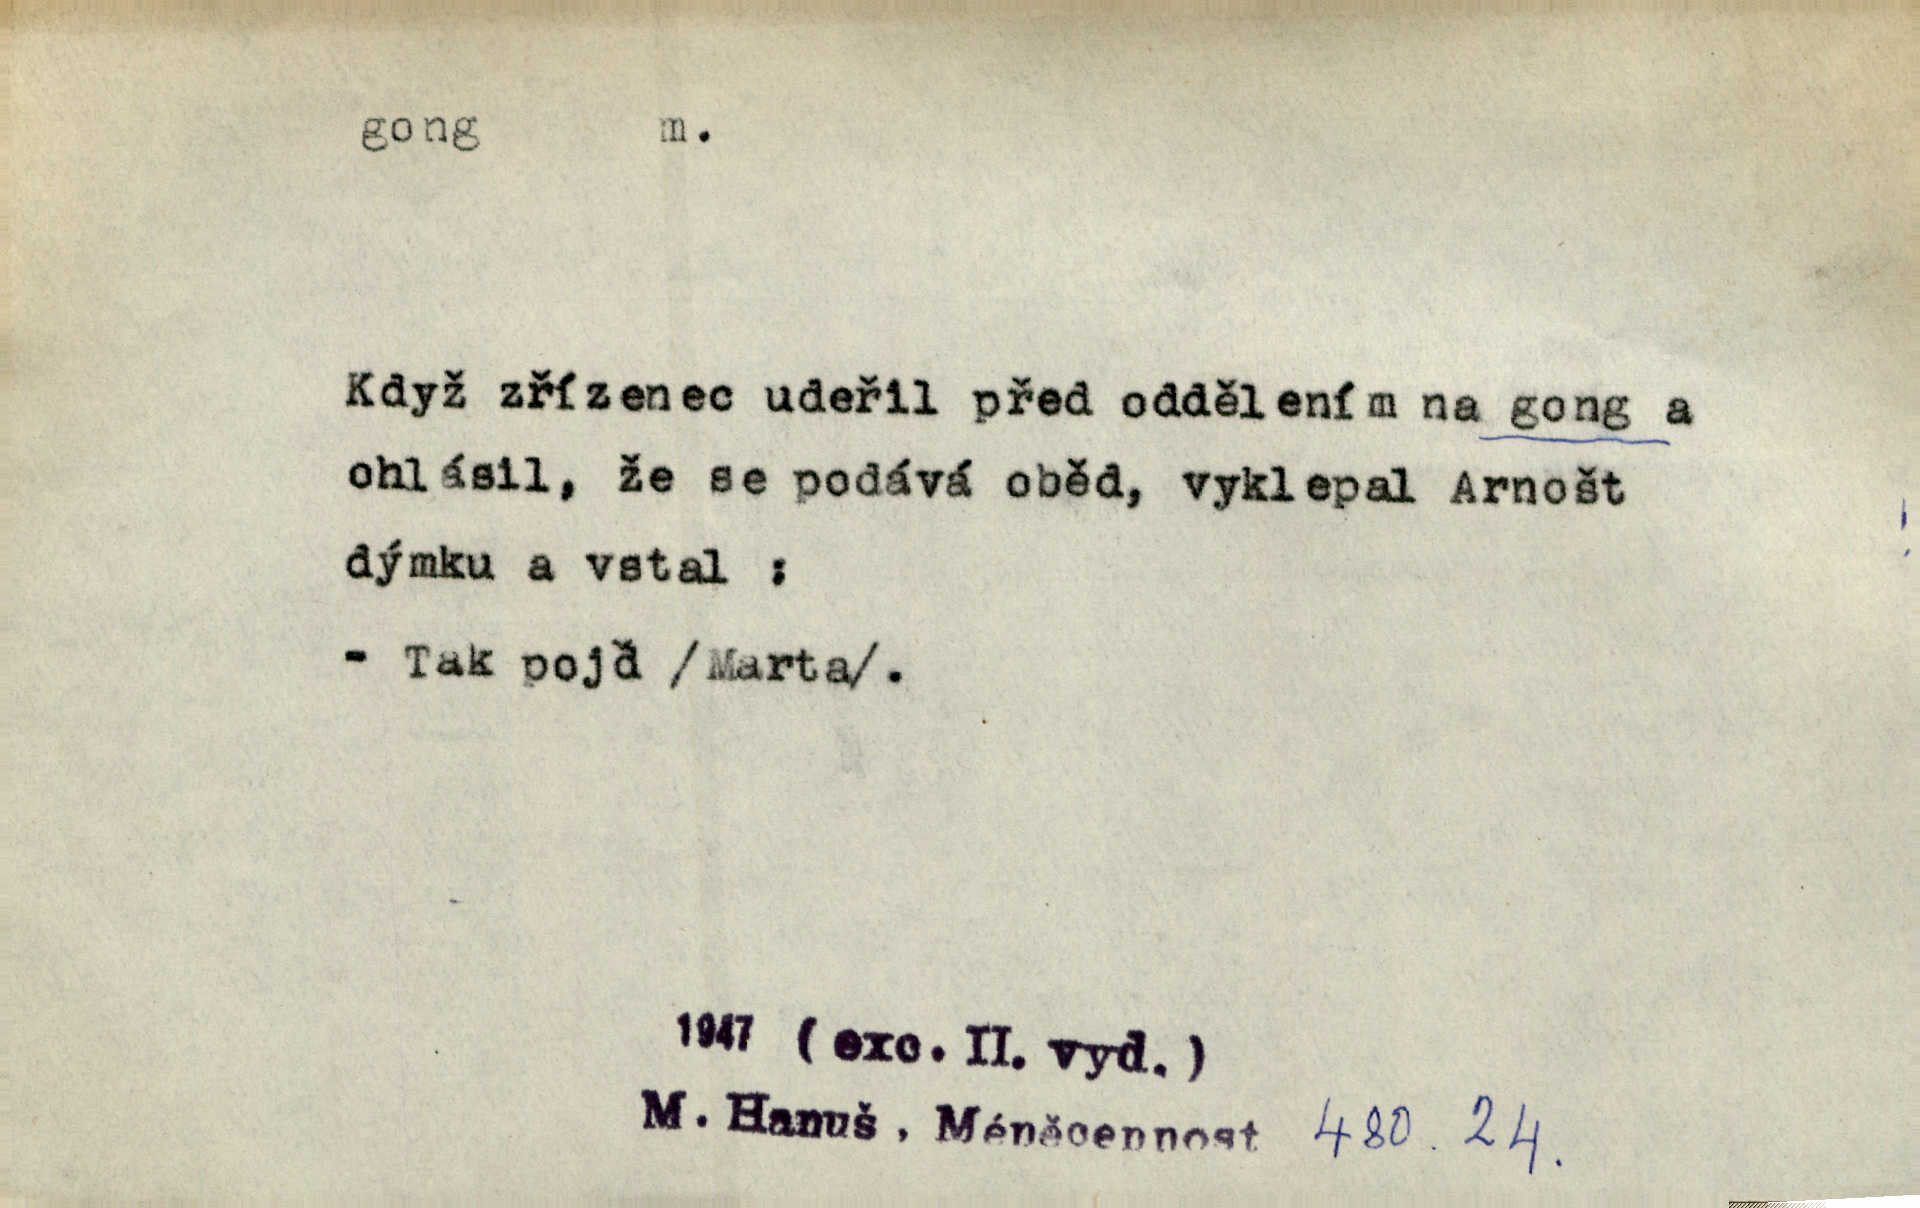 gong m.
Když zřízenec udeřil před oddělením na gong a
ohlásil, že se podává oběd, vyklepal Arnošt
dýmku a vstal :
- Tak pojď /Marta/.
1947 ( exc. II. vyd. )
M. Hanuš, Méněcennost 480. 24.